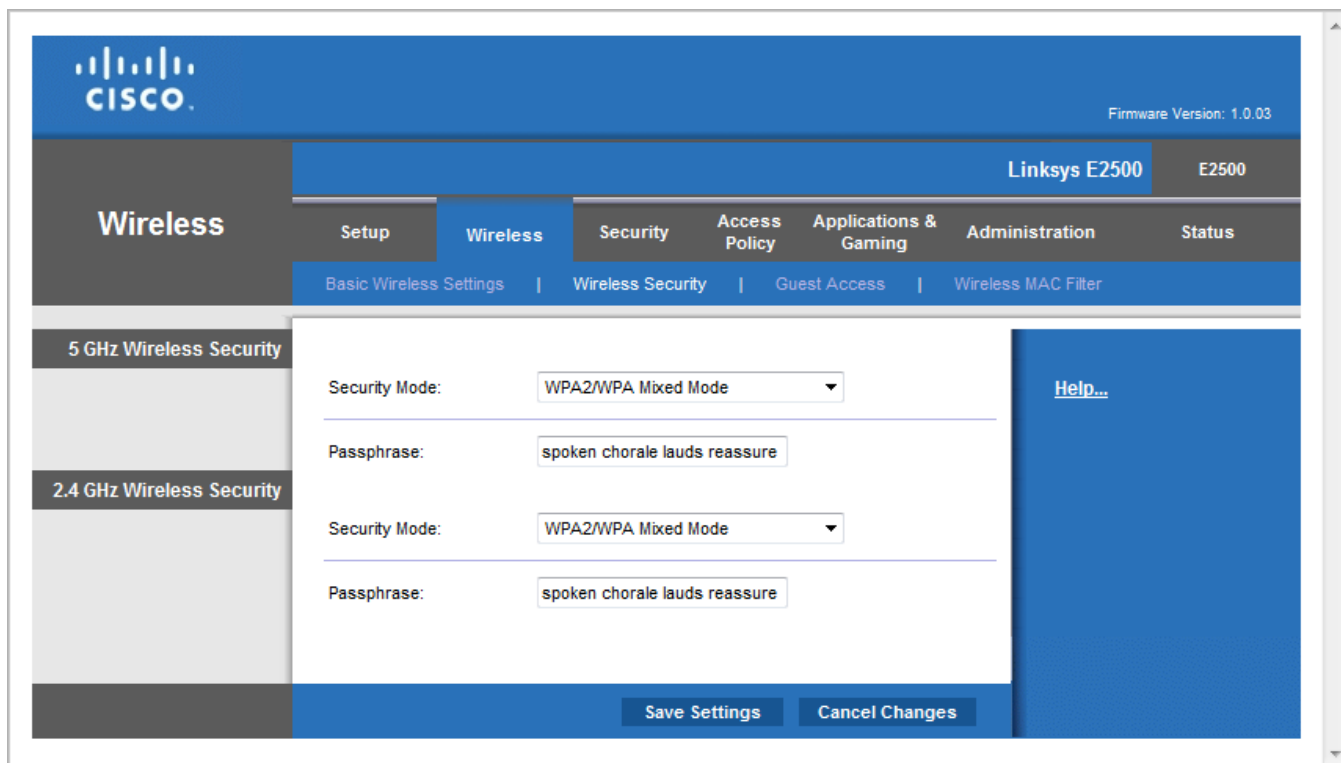 CISCO.
Firmware Version: 1.0.03
Linksys E2500 E2500
Wireless
Setup Wireless Security Access Policy Applications & Gaming Administration Status
Basic Wireless Settings | Wireless Security | Guest Access | Wireless MAC Filter
5 GHz Wireless Security
Security Mode: WPA2/WPA Mixed Mode
Help...
Passphrase: spoken chorale lauds reassure
2.4 GHz Wireless Security
Security Mode: WPA2/WPA Mixed Mode
Passphrase: spoken chorale lauds reassure
Save Settings Cancel Changes